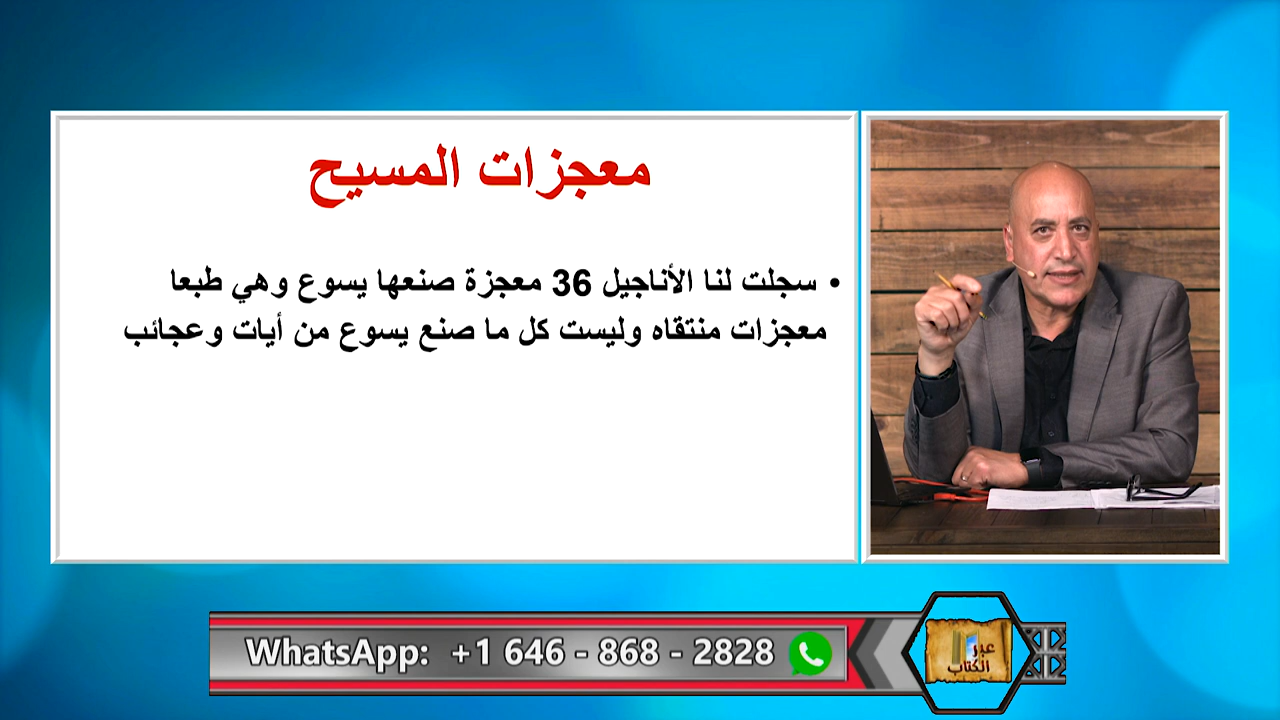 معجزات المسيح
• سجلت لنا الأناجيل 36 معجزة صنعها يسوع وهي طبعا
معجزات منتقاه وليست كل ما صنع يسوع من أيات وعجائب
WhatsApp: +1 646 - 868 - 2828
عبر
الكتاب